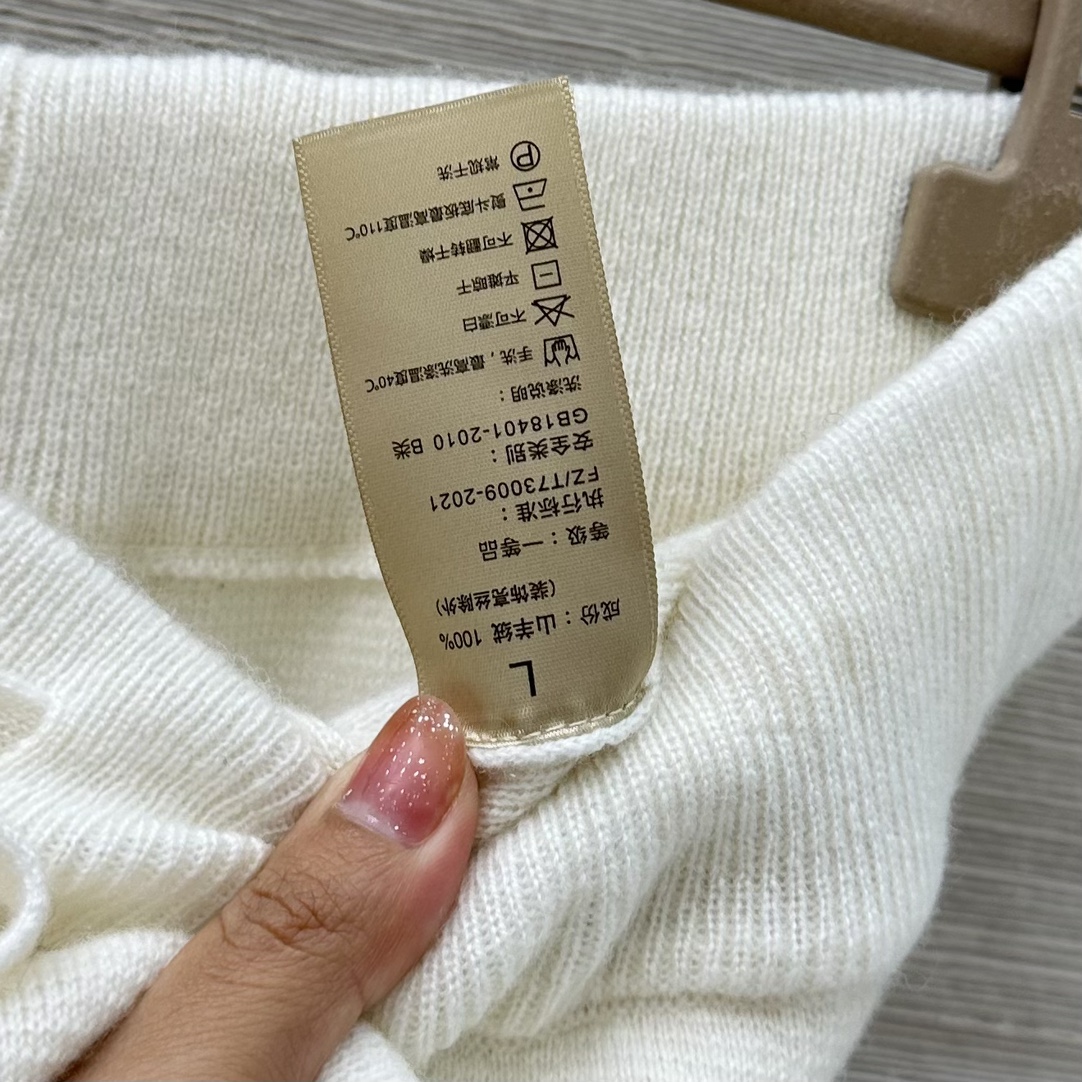 L
成份：山羊绒 100%
（装饰亮丝除外）
等级：一等品
执行标准：
FZ/T73009-2021
安全类别：
GB18401-2010 B类
洗涤说明：
手洗，最高洗涤温度40℃
不可漂白
平摊晾干
不可翻转干燥
熨斗底板最高温度110℃
P 常规干洗